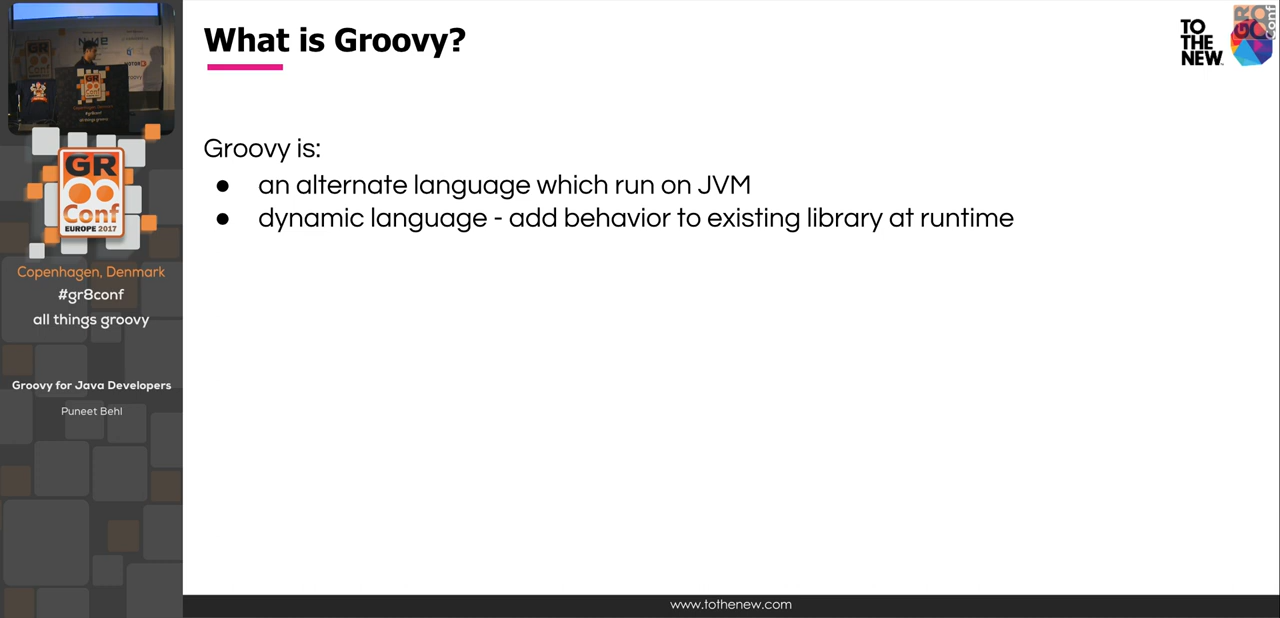 What is Groovy?
TO
THE
NEW
Groovy is:
● an alternate language which run on JVM
● dynamic language - add behavior to existing library at runtime
GR
Conf
EUROPE 2017
Copenhagen, Denmark
#gr8conf
all things groovy
Groovy for Java Developers
Puneet Behl
www.tothenew.com